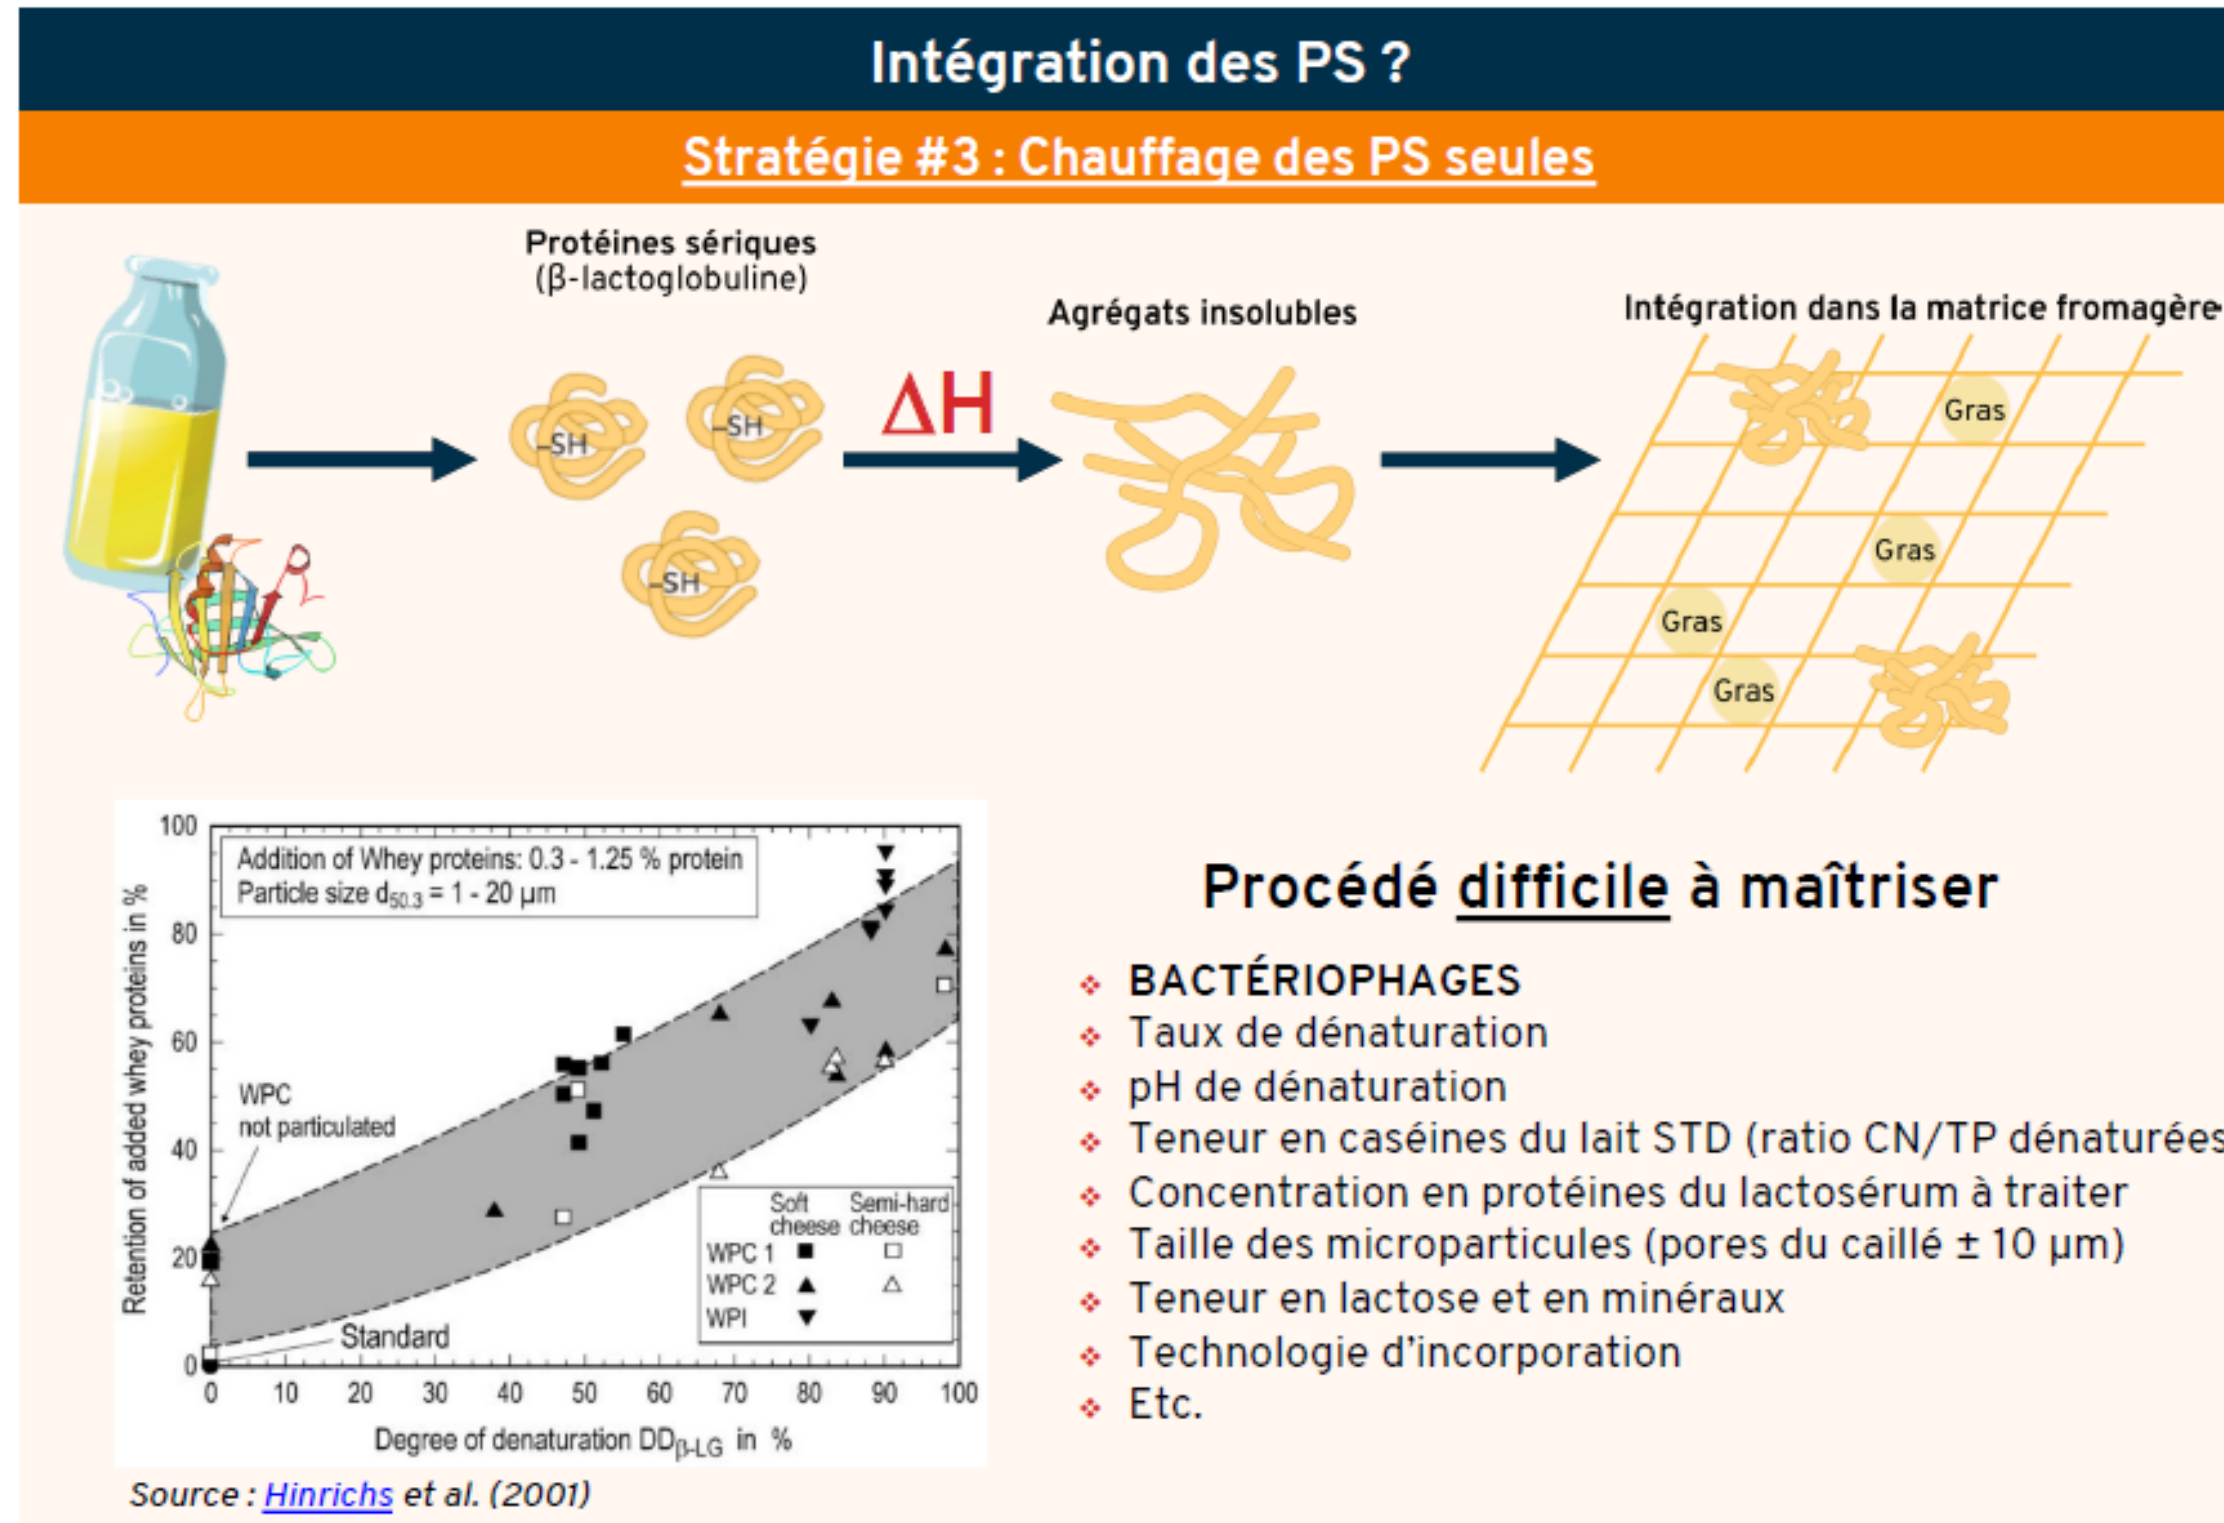 Intégration des PS ?
Stratégie #3 : Chauffage des PS seules
Protéines sériques
(β-lactoglobuline)
Agrégats insolubles
Intégration dans la matrice fromagère
–SH
–SH
–SH
ΔH
Gras
Gras
Gras
Gras
Addition of Whey proteins: 0.3 - 1.25 % protein
Particle size d50.3 = 1 - 20 µm
Retention of added whey proteins in %
100
80
60
40
20
0
WPC
not particulated
Standard
Soft cheese
Semi-hard cheese
WPC 1
WPC 2
WPI
0 10 20 30 40 50 60 70 80 90 100
Degree of denaturation DDβ-LG in %
Source : Hinrichs et al. (2001)
Procédé difficile à maîtriser
BACTÉRIOPHAGES
Taux de dénaturation
pH de dénaturation
Teneur en caséines du lait STD (ratio CN/TP dénaturées
Concentration en protéines du lactosérum à traiter
Taille des microparticules (pores du caillé ± 10 µm)
Teneur en lactose et en minéraux
Technologie d'incorporation
Etc.